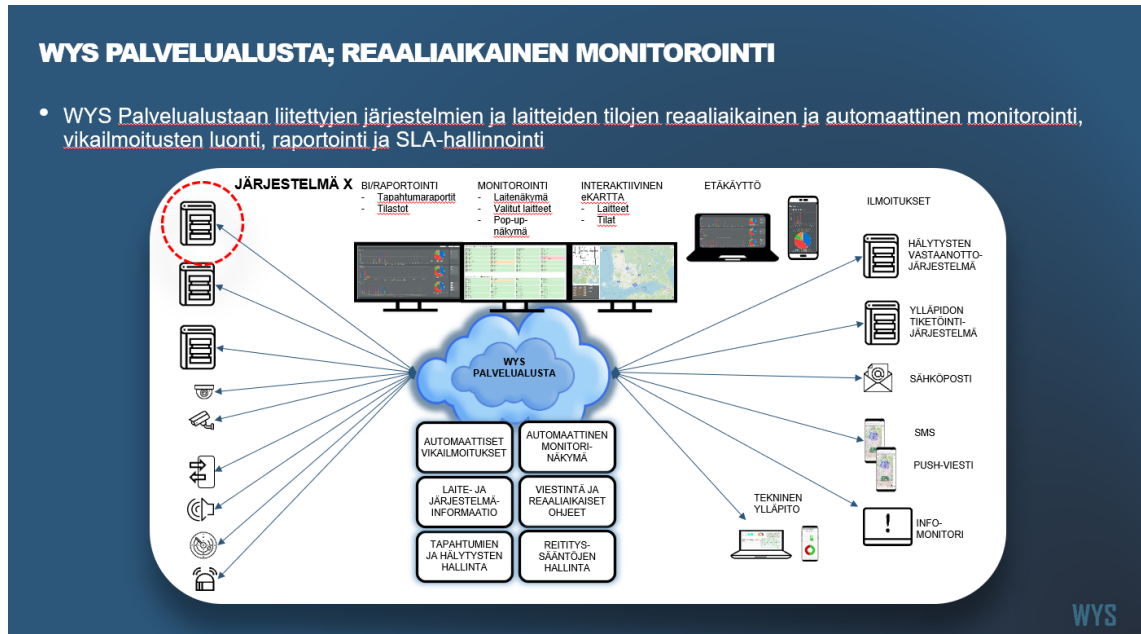 WYS PALVELUALUSTA; REAALIAIKAINEN MONITOROINTI
• WYS Palvelualustaan liitettyjen järjestelmien ja laitteiden tilojen reaaliaikainen ja automaattinen monitorointi,
vikailmoitusten luonti, raportointi ja SLA-hallinnointi
JÄRJESTELMÄ X
BI/RAPORTOINTI
- Tapahtumaraportit
- Tilastot
MONITOROINTI
- Laitenäkymä
- Valitut laitteet
- Pop-up-
näkymä
INTERAKTIIVINEN
eKARTTA
- Laitteet
- Tilat
ETÄKÄYTTÖ
ILMOITUKSET
HÄLYTYSTEN
VASTAANOTTO-
JÄRJESTELMÄ
YLLÄPIDON
TIKETÖINTI-
JÄRJESTELMÄ
SÄHKÖPOSTI
SMS
PUSH-VIESTI
INFO-
MONITORI
TEKNINEN
YLLÄPITO
WYS
PALVELUALUSTA
AUTOMAATTISET
VIKAILMOITUKSET
AUTOMAATTINEN
MONITORI-
NÄKYMÄ
LAITE- JA
JÄRJESTELMÄ-
INFORMAATIO
VIESTINTÄ JA
REAALIAIKAISET
OHJEET
TAPAHTUMIEN
JA HÄLYTYSTEN
HALLINTA
REITITYS-
SÄÄNTÖJEN
HALLINTA
WYS